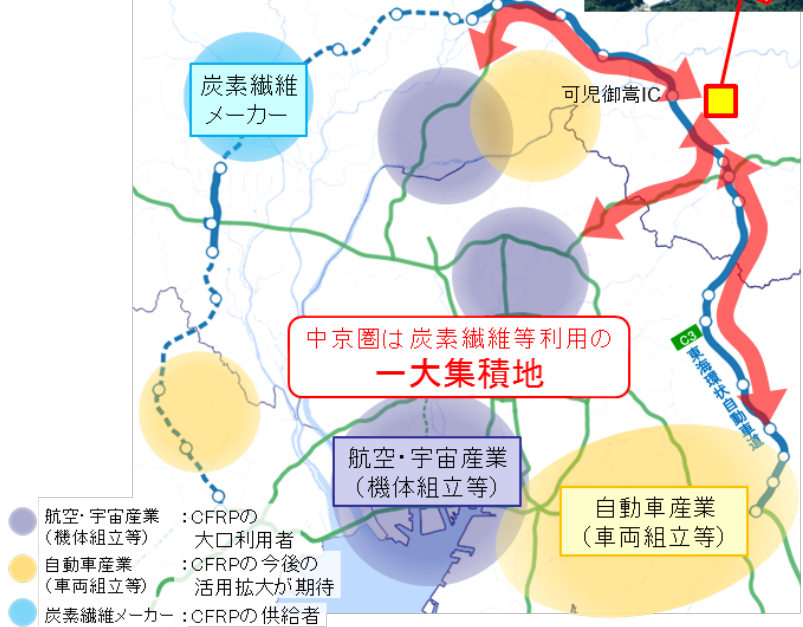 炭素繊維
メーカー
可児御嵩IC
中京圏は炭素繊維等利用の
一大集積地
C3
東海環状自動車道
航空・宇宙産業
（機体組立等）
自動車産業
（車両組立等）
航空・宇宙産業 ：CFRPの
（機体組立等） 大口利用者
自動車産業 ：CFRPの今後の
（車両組立等） 活用拡大が期待
炭素繊維メーカー：CFRPの供給者